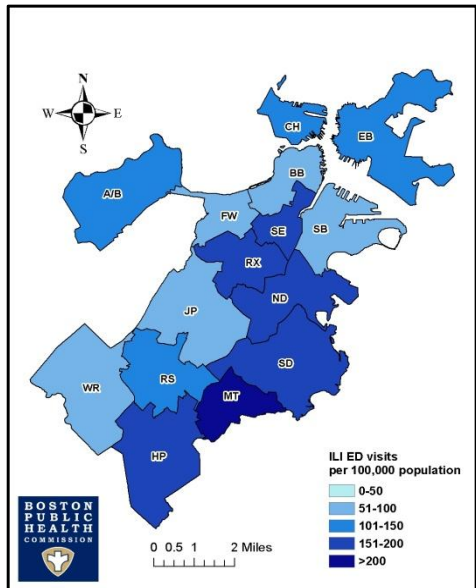 N
W E
S
CH
EB
BB
A/B
FW
SE
SB
RX
ND
JP
SD
RS
WR
MT
HP
ILI ED visits
per 100,000 population
0-50
51-100
101-150
151-200
>200
BOSTON
PUBLIC
HEALTH
COMMISSION
0 0.5 1 2 Miles